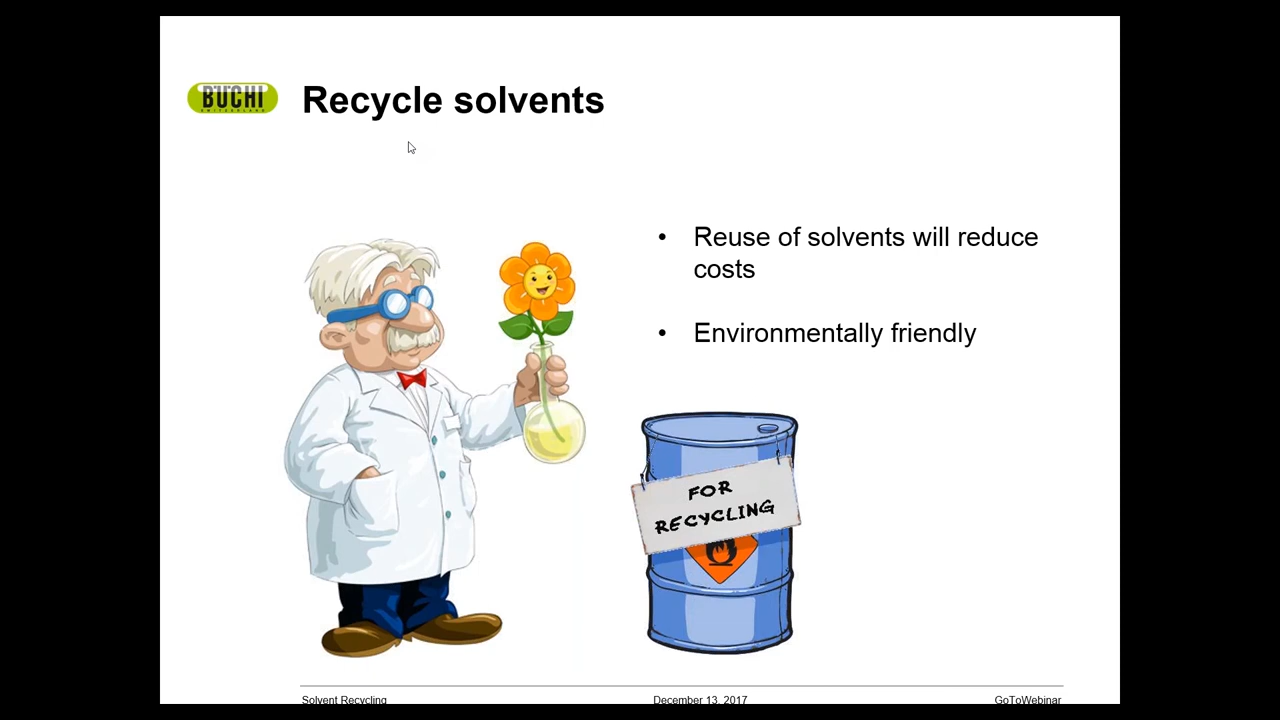 BUCHI
SWITZERLAND
Recycle solvents
• Reuse of solvents will reduce
costs
• Environmentally friendly
FOR
RECYCLING
Solvent Recycling
December 13, 2017
GoToWebinar